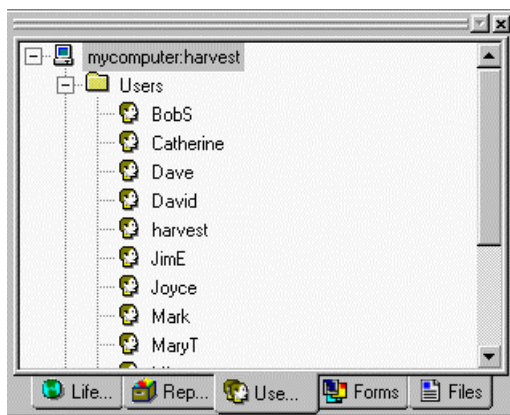 mycomputer:harvest
Users
BobS
Catherine
Dave
David
harvest
JimE
Joyce
Mark
MaryT
Life... Rep... Use... Forms Files